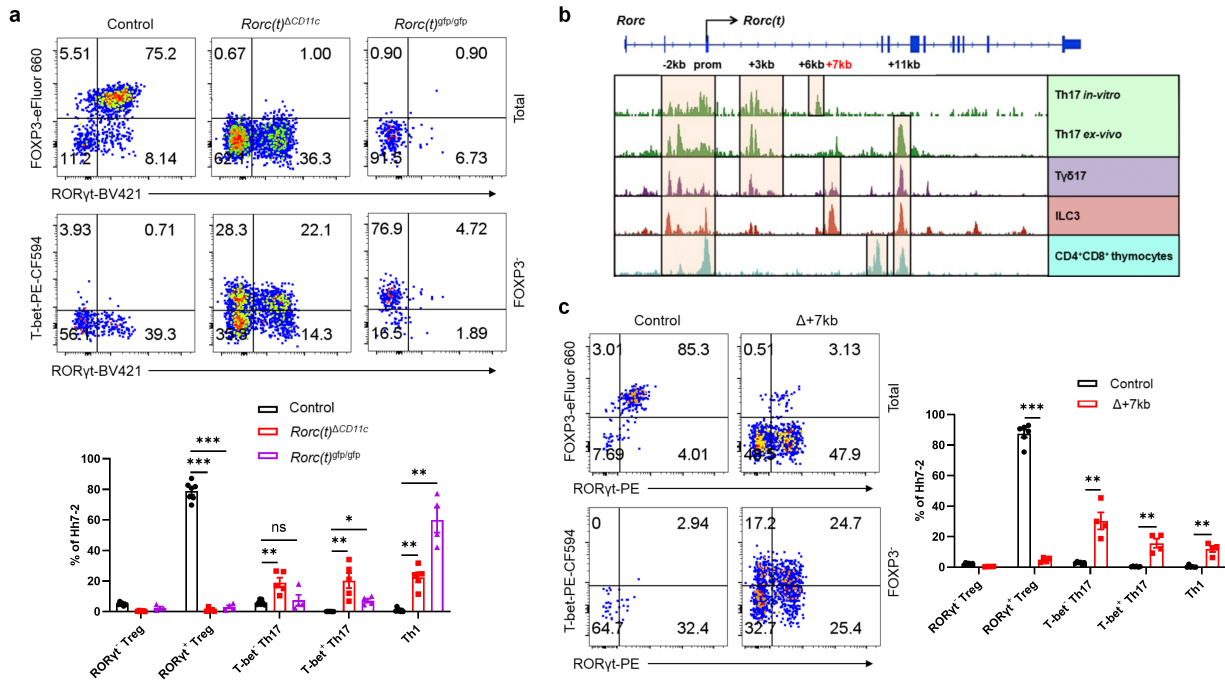 a
Control
Rorc(t)ΔCD11c
Rorc(t)gfp/gfp
5.51 75.2
11.2 8.14
0.67 1.00
36.3
0.90 0.90
91.5 6.73
FOXP3-eFluor 660
Total
RORγt-BV421
3.93 0.71
56.1 39.3
28.3 22.1
35.3 14.3
76.9 4.72
16.5 1.89
T-bet-PE-CF594
FOXP3-
RORγt-BV421
Control
Rorc(t)ΔCD11c
Rorc(t)gfp/gfp
% of Hh7-2
100
80
60
40
20
0
***
***
ns
**
*
**
**
**
RORγt- Treg
RORγt+ Treg
T-bet- Th17
T-bet+ Th17
Th1
b
Rorc
Rorc(t)
-2kb prom +3kb +6kb +7kb +11kb
Th17 in-vitro
Th17 ex-vivo
Tγδ17
ILC3
CD4+CD8+ thymocytes
c
Control
Δ+7kb
3.01 85.3
7.69 4.01
0.51 3.13
47.9
FOXP3-eFluor 660
Total
RORγt-PE
0 2.94
64.7 32.4
17.2 24.7
32.7 25.4
T-bet-PE-CF594
FOXP3-
RORγt-PE
Control
Δ+7kb
% of Hh7-2
100
80
60
40
20
0
***
**
**
**
RORγt- Treg
RORγt+ Treg
T-bet- Th17
T-bet+ Th17
Th1